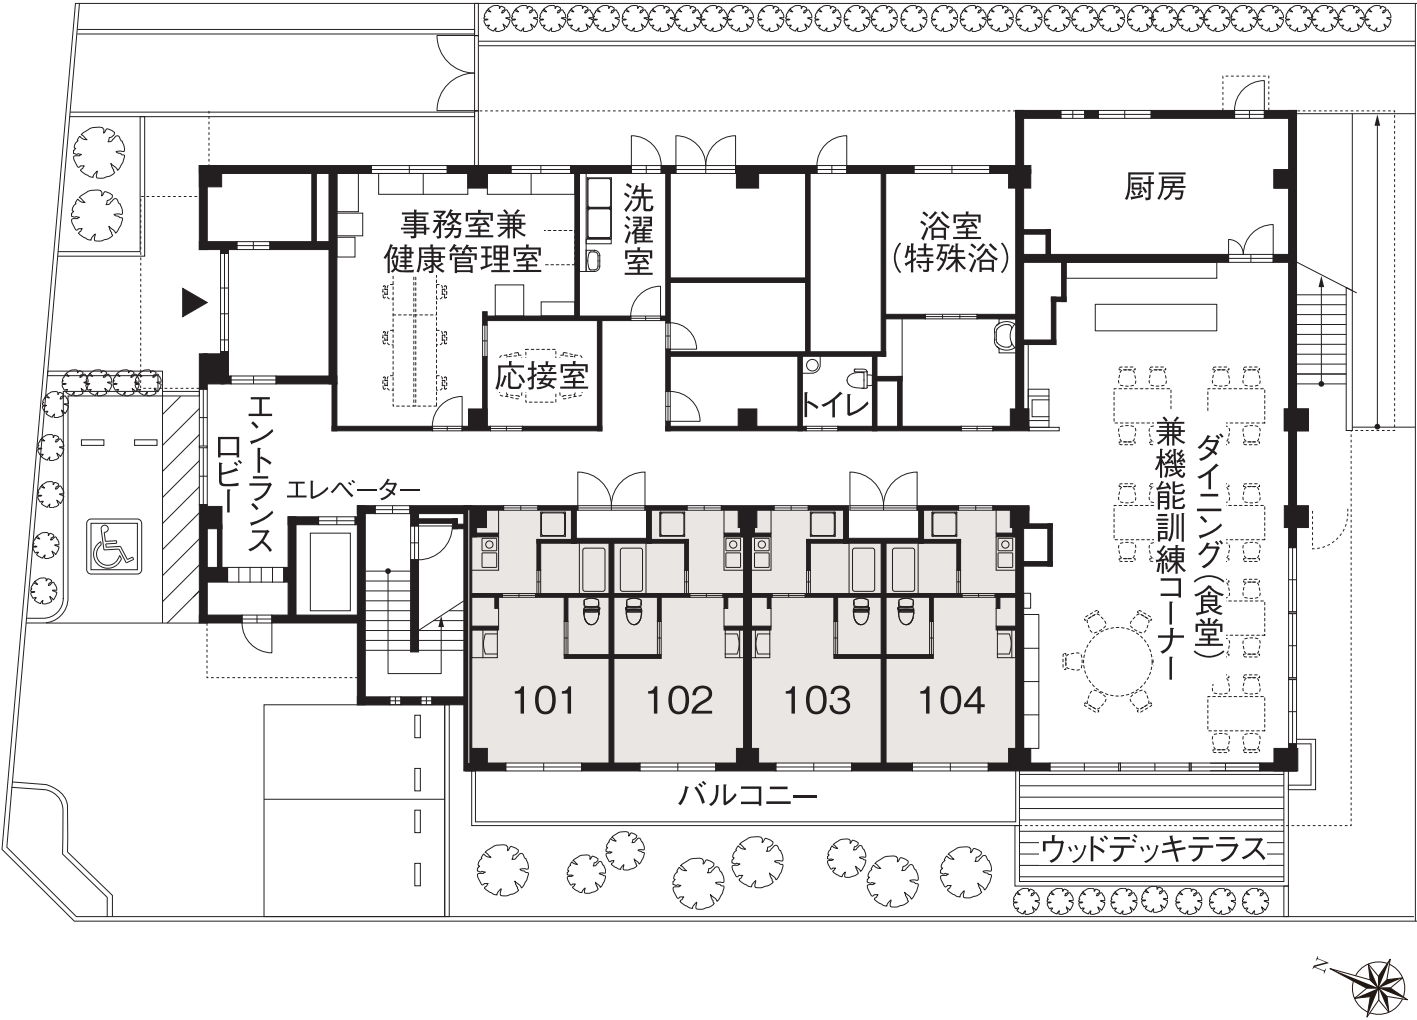 厨房
事務室兼
健康管理室
洗濯室
浴室
(特殊浴)
応接室
トイレ
エントランス
ロビー
エレベーター
ダイニング(食堂)
兼機能訓練コーナー
101
102
103
104
バルコニー
ウッドデッキテラス
N